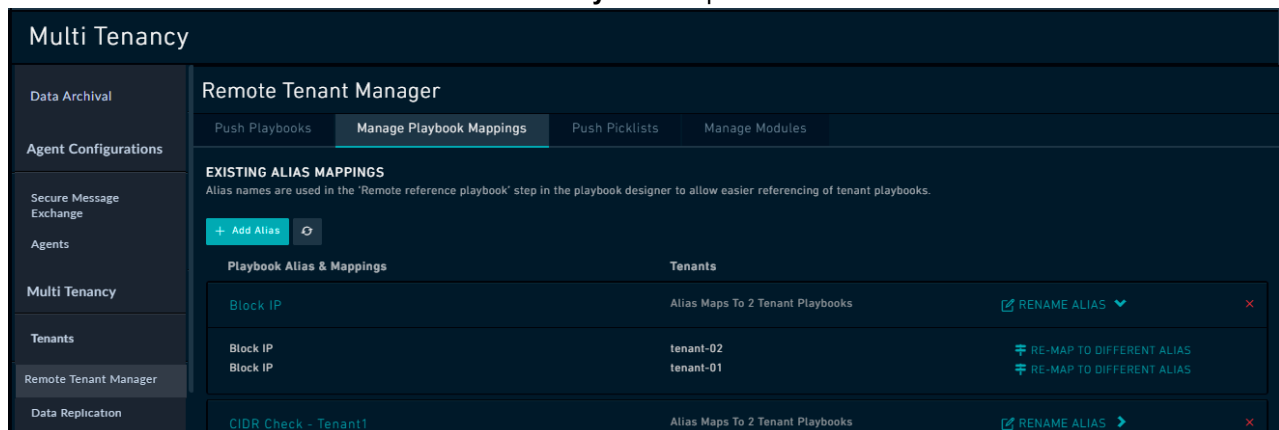 Multi Tenancy
Data Archival
Agent Configurations
Secure Message
Exchange
Agents
Multi Tenancy
Tenants
Remote Tenant Manager
Data Replication
Remote Tenant Manager
Push Playbooks Manage Playbook Mappings Push Picklists Manage Modules
EXISTING ALIAS MAPPINGS
Alias names are used in the 'Remote reference playbook' step in the playbook designer to allow easier referencing of tenant playbooks.
+ Add Alias
Playbook Alias & Mappings Tenants
Block IP Alias Maps To 2 Tenant Playbooks RENAME ALIAS
Block IP tenant-02 RE-MAP TO DIFFERENT ALIAS
Block IP tenant-01 RE-MAP TO DIFFERENT ALIAS
CIDR Check - Tenant1 Alias Maps To 2 Tenant Playbooks RENAME ALIAS